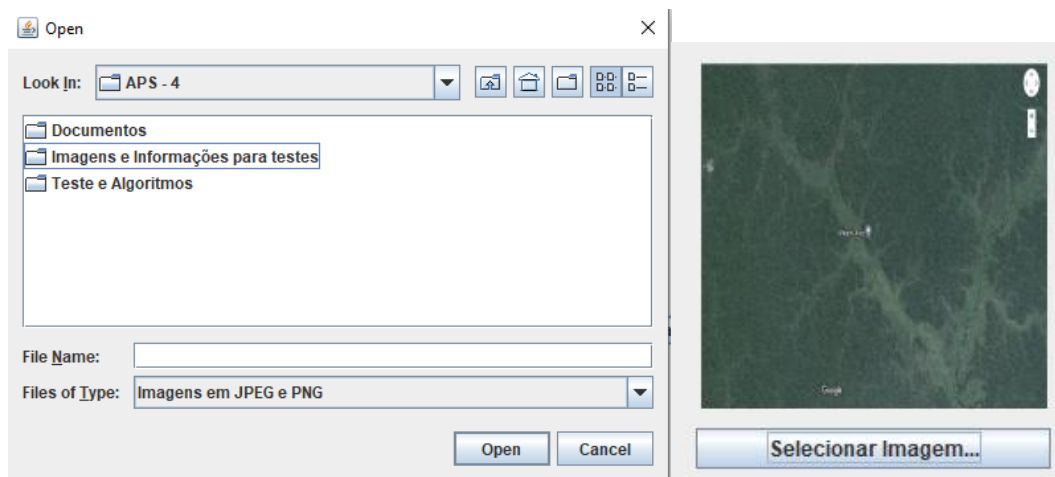 Open
Look In: APS - 4
Documentos
Imagens e Informações para testes
Teste e Algoritmos
File Name:
Files of Type: Imagens em JPEG e PNG
Open Cancel
Google
Selecionar Imagem...